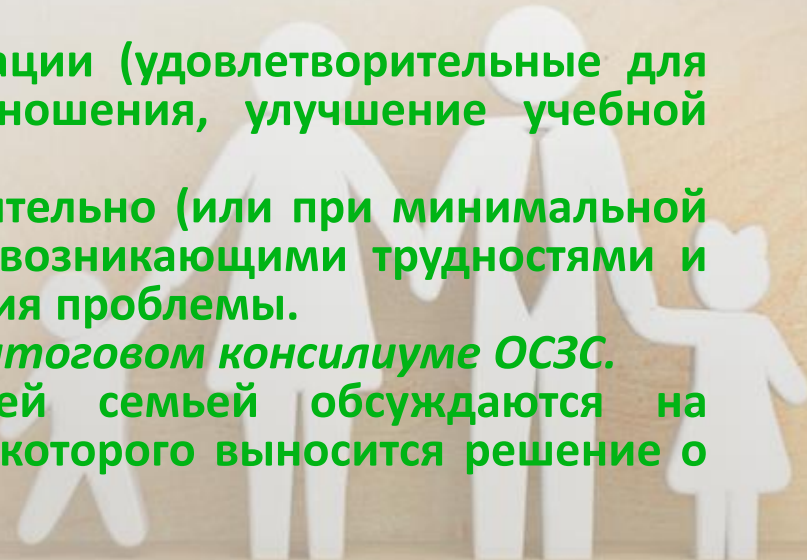 ации (удовлетворительные для
ношения, улучшение учебной
ительно (или при минимальной
возникающими трудностями и
ия проблемы.
итоговом консилиуме ОСЗС.
ей семьей обсуждаются на
которого выносится решение о